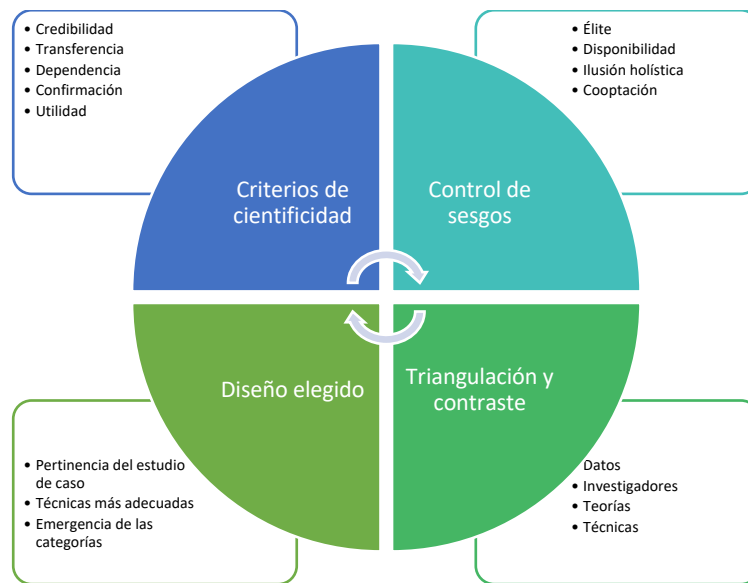 • Credibilidad
• Transferencia
• Dependencia
• Confirmación
• Utilidad
• Élite
• Disponibilidad
• Ilusión holística
• Cooptación
Criterios de
cientificidad
Control de
sesgos
Diseño elegido
Triangulación y
contraste
• Pertinencia del estudio
de caso
• Técnicas más adecuadas
• Emergencia de las
categorías
Datos
• Investigadores
• Teorías
• Técnicas